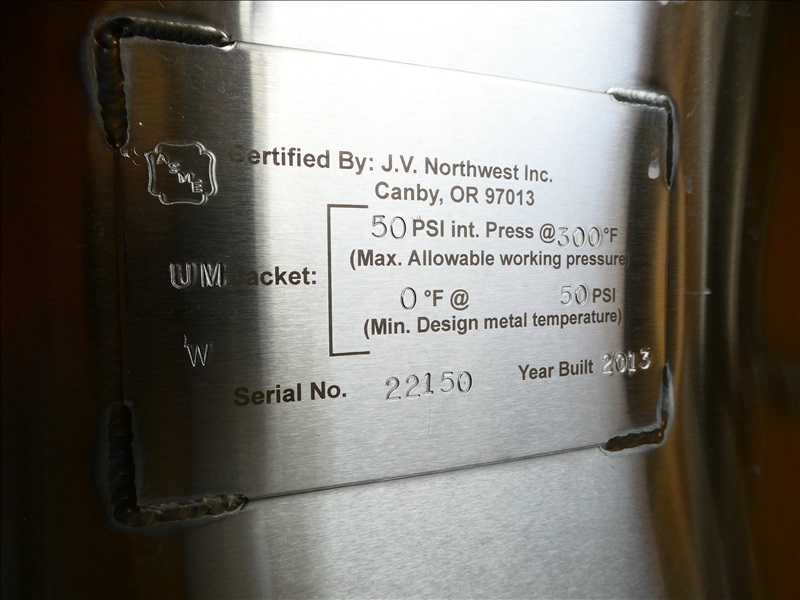 ASME
Certified By: J.V. Northwest Inc.
Canby, OR 97013
50 PSI int. Press @ 300 °F
(Max. Allowable working pressure)
UM Jacket:
0 °F @ 50 PSI
(Min. Design metal temperature)
W
Serial No. 22150 Year Built 2013